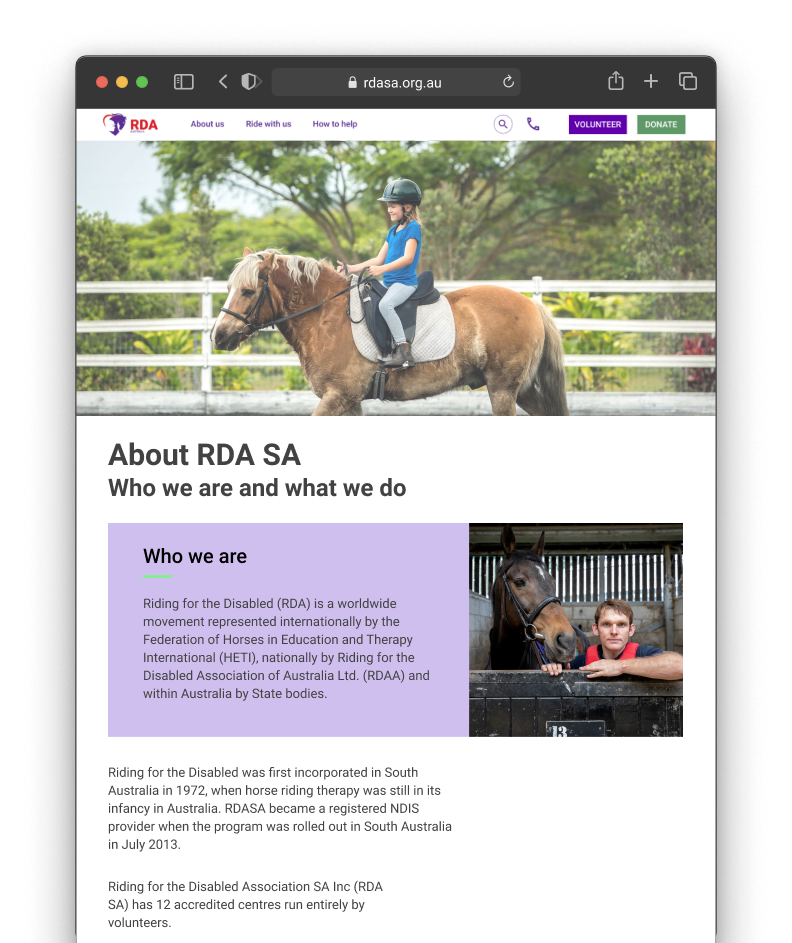 rdasa.org.au
RDA
About us
Ride with us
How to help
VOLUNTEER
DONATE
About RDA SA
Who we are and what we do
Who we are
Riding for the Disabled (RDA) is a worldwide
movement represented internationally by the
Federation of Horses in Education and Therapy
International (HETI), nationally by Riding for the
Disabled Association of Australia Ltd. (RDAA) and
within Australia by State bodies.
13
Riding for the Disabled was first incorporated in South
Australia in 1972, when horse riding therapy was still in its
infancy in Australia. RDASA became a registered NDIS
provider when the program was rolled out in South Australia
in July 2013.
Riding for the Disabled Association SA Inc (RDA
SA) has 12 accredited centres run entirely by
volunteers.